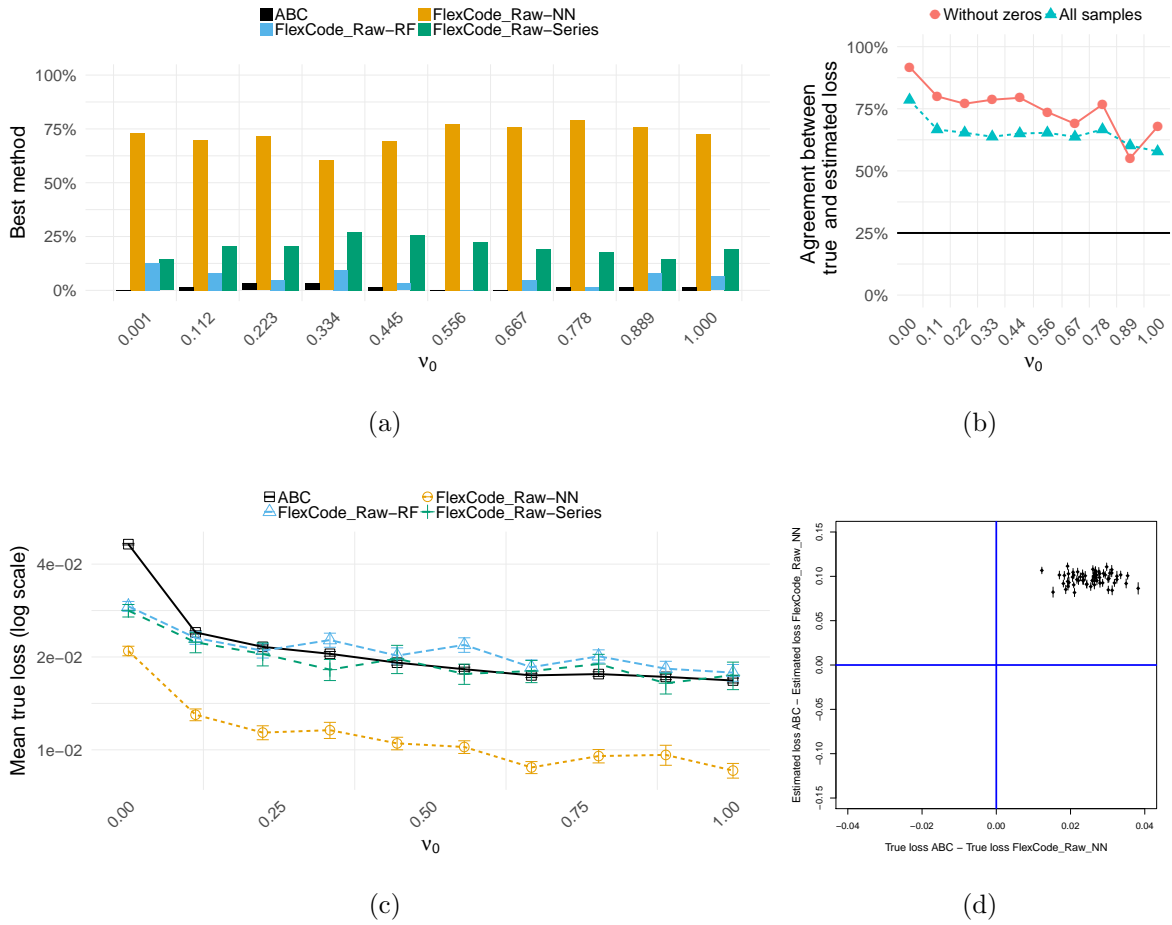 ABC FlexCode_Raw−NN
FlexCode_Raw−RF FlexCode_Raw−Series
100%
75%
50%
25%
0%
Best method
0.001 0.112 0.223 0.334 0.445 0.556 0.667 0.778 0.889 1.000
ν0
(a)
Without zeros All samples
100%
75%
50%
25%
0%
Agreement between
true and estimated loss
0.00 0.11 0.22 0.33 0.44 0.56 0.67 0.78 0.89 1.00
ν0
(b)
ABC FlexCode_Raw−NN
FlexCode_Raw−RF FlexCode_Raw−Series
4e−02
2e−02
1e−02
Mean true loss (log scale)
0.00 0.25 0.50 0.75 1.00
ν0
(c)
0.15
0.10
0.05
0.00
−0.05
−0.10
−0.15
Estimated loss ABC − Estimated loss FlexCode_Raw_NN
−0.04 −0.02 0.00 0.02 0.04
True loss ABC − True loss FlexCode_Raw_NN
(d)